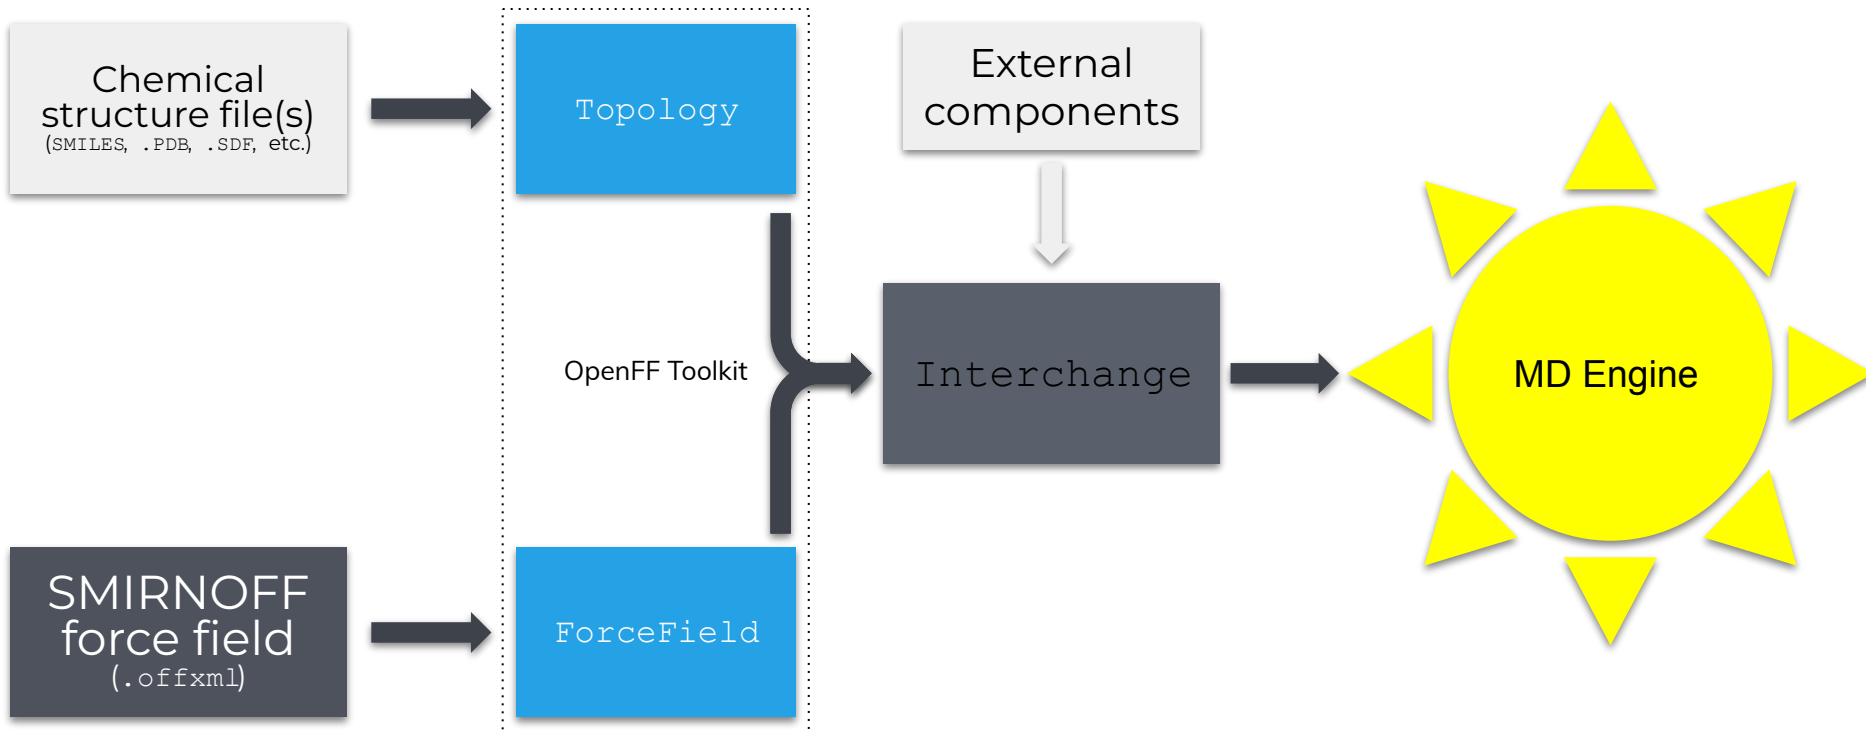 Chemical
structure file(s)
(SMILES, .PDB, .SDF, etc.)
Topology
External
components
OpenFF Toolkit
Interchange
MD Engine
SMIRNOFF
force field
(.offxml)
ForceField